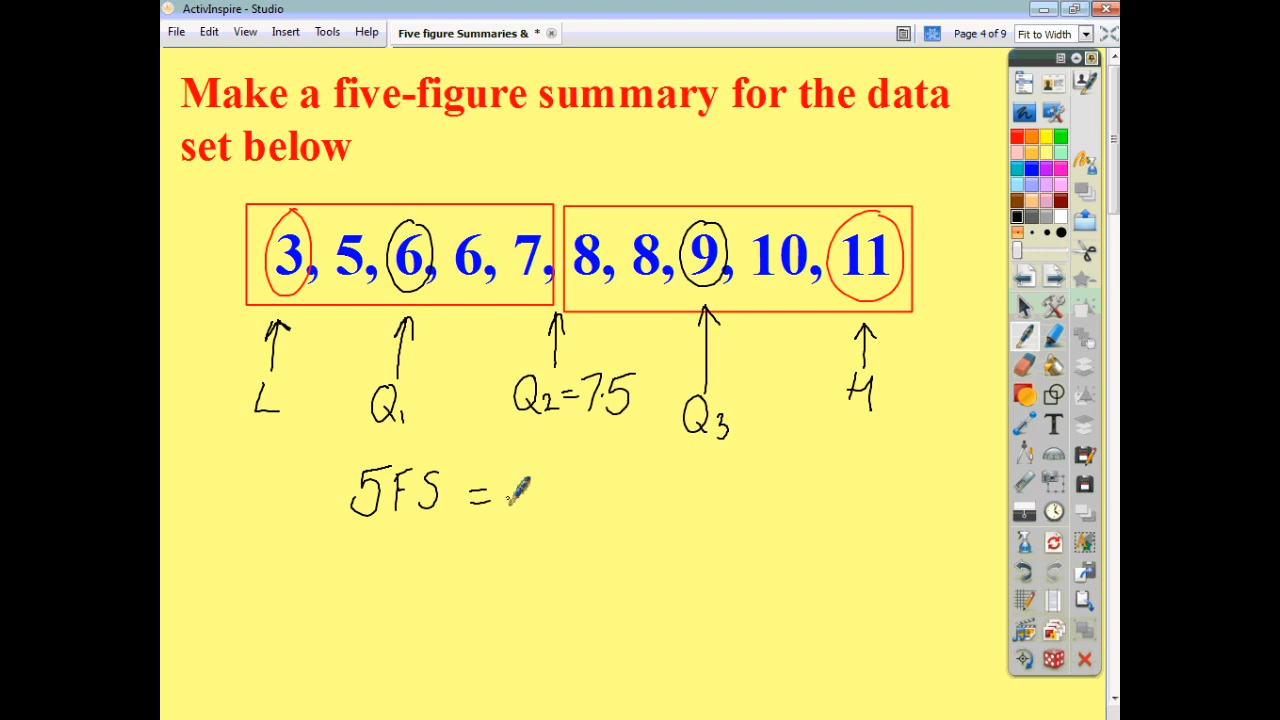 ActivInspire - Studio
File Edit View Insert Tools Help Five figure Summaries & * Page 4 of 9 Fit to Width
Make a five-figure summary for the data
set below
3, 5, 6, 6, 7, 8, 8, 9, 10, 11
L Q1 Q2=7.5 Q3 H
5FS =